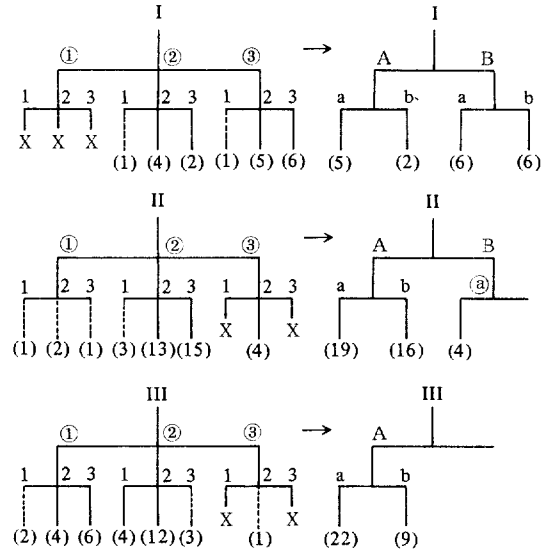 I → I
① ② ③ A B
1 2 3 1 2 3 1 2 3 a b a b
X X X (1) (4) (2) (1) (5) (6) (5) (2) (6) (6)
II → II
① ② ③ A B
1 2 3 1 2 3 1 2 3 a b ⓐ
X X
(1) (2) (1) (3) (13) (15) (4) (19) (16) (4)
III → III
① ② ③ A
1 2 3 1 2 3 1 2 3 a b
X X
(2) (4) (6) (4) (12) (3) (1) (22) (9)